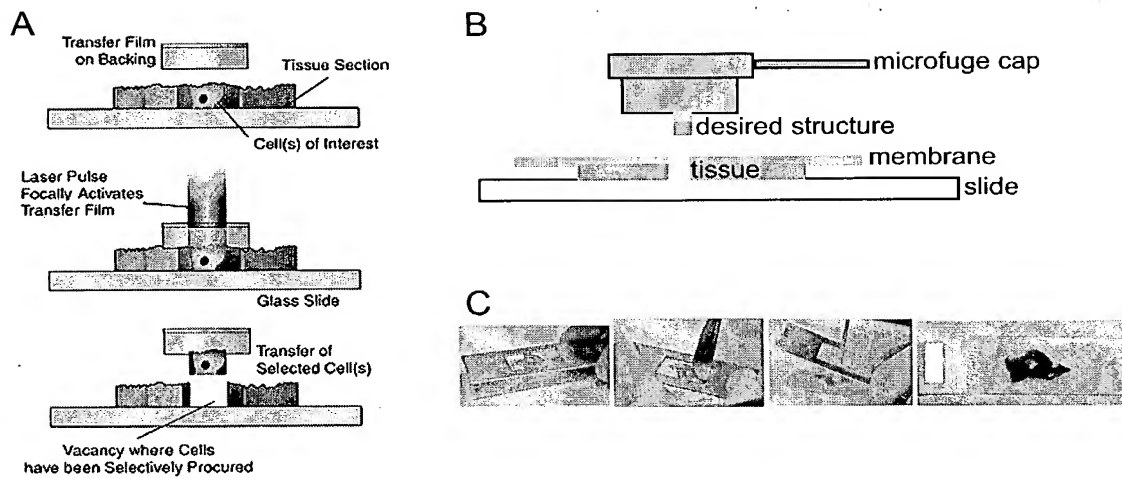 A
Transfer Film
on Backing
Tissue Section
Cell(s) of Interest
Laser Pulse
Focally Activates
Transfer Film
Glass Slide
Transfer of
Selected Cell(s)
Vacancy where Cells
have been Selectively Procured
B
microfuge cap
desired structure
membrane
tissue
slide
C